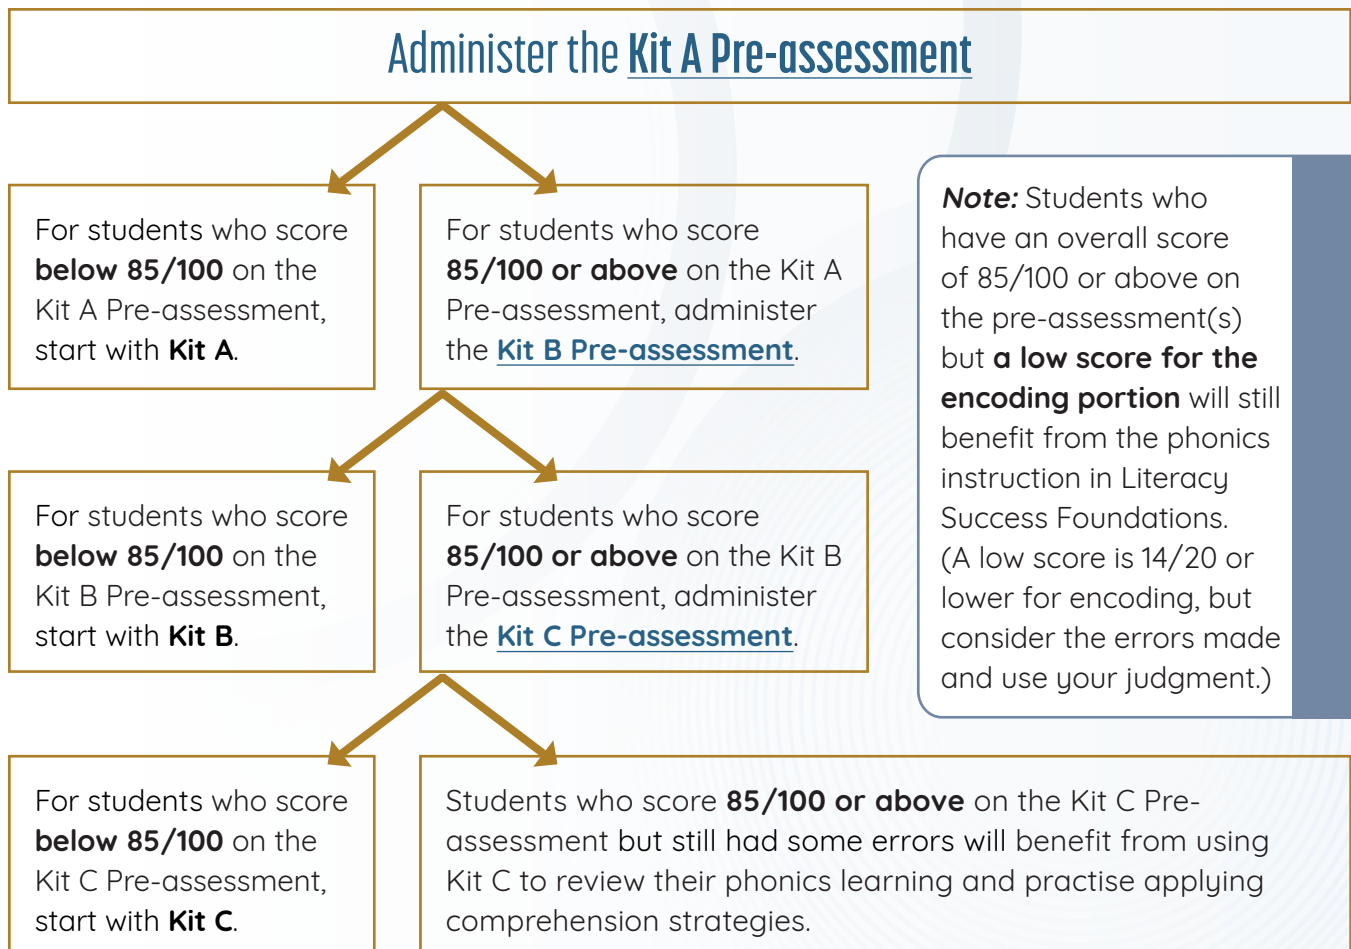 Administer the Kit A Pre-assessment
For students who score
below 85/100 on the
Kit A Pre-assessment,
start with Kit A.
For students who score
85/100 or above on the Kit A
Pre-assessment, administer
the Kit B Pre-assessment.
Note: Students who
have an overall score
of 85/100 or above on
the pre-assessment(s)
but a low score for the
encoding portion will still
benefit from the phonics
instruction in Literacy
Success Foundations.
(A low score is 14/20 or
lower for encoding, but
consider the errors made
and use your judgment.)
For students who score
below 85/100 on the
Kit B Pre-assessment,
start with Kit B.
For students who score
85/100 or above on the Kit B
Pre-assessment, administer
the Kit C Pre-assessment.
For students who score
below 85/100 on the
Kit C Pre-assessment,
start with Kit C.
Students who score 85/100 or above on the Kit C Pre-
assessment but still had some errors will benefit from using
Kit C to review their phonics learning and practise applying
comprehension strategies.